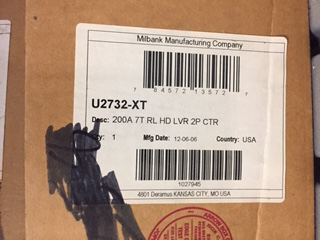 Milbank Manufacturing Company
7 84572 13572 7
U2732-XT
Desc: 200A 7T RL HD LVR 2P CTR
Qty: 1 Mfg Date: 12-06-06 Country: USA
1027945
4801 Deramus KANSAS CITY, MO USA